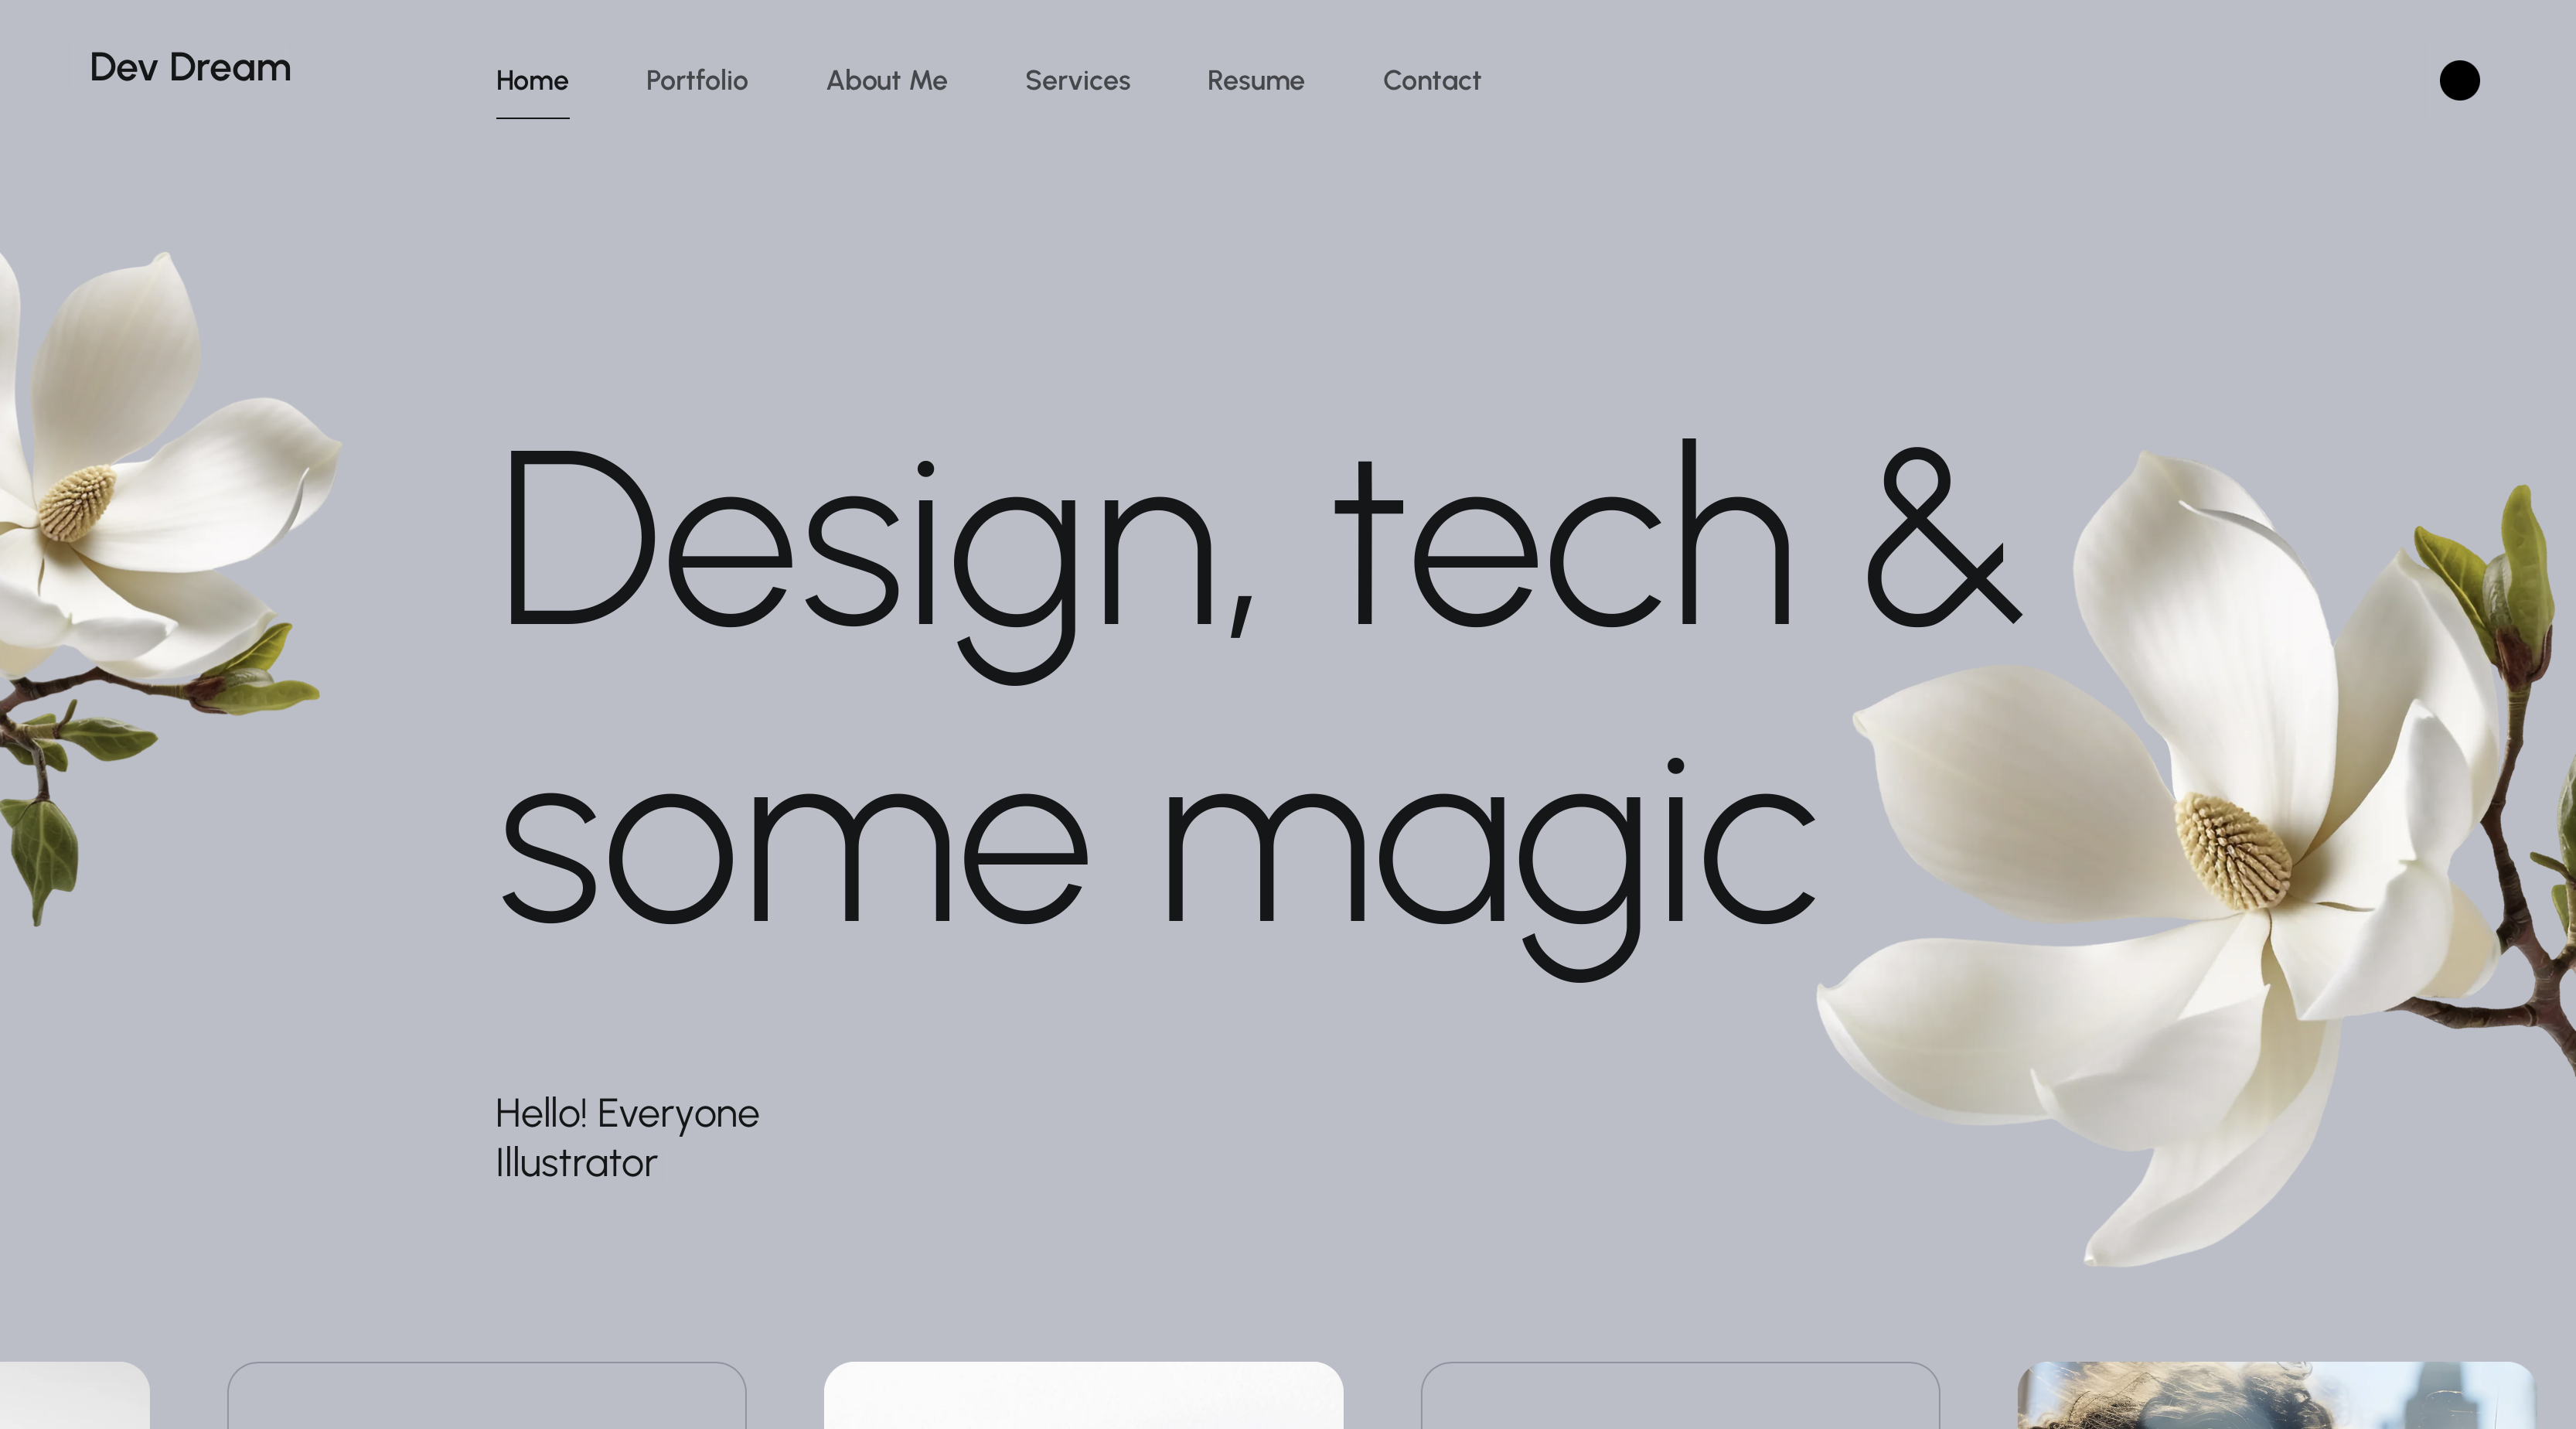 Dev Dream
Home Portfolio About Me Services Resume Contact
Design, tech &
some magic
Hello! Everyone
Illustrator